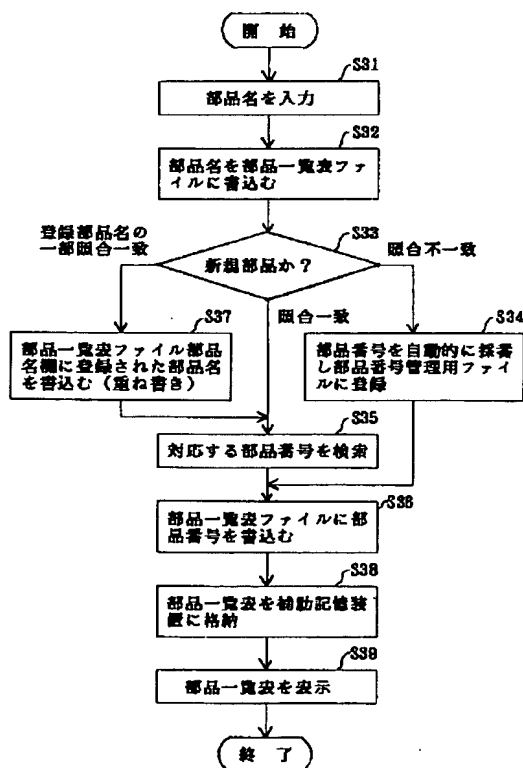 開 始
S31
部品名を入力
S32
部品名を部品一覧表ファ
イルに書込む
S33
登録部品名の
一部照合一致
新規部品か？
照合不一致
照合一致
S37
部品一覧表ファイル部品
名欄に登録された部品名
を書込む（重ね書き）
S34
部品番号を自動的に採番
し部品番号管理用ファイ
ルに登録
S35
対応する部品番号を検索
S36
部品一覧表ファイルに部
品番号を書込む
S38
部品一覧表を補助記憶装
置に格納
S39
部品一覧表を表示
終 了